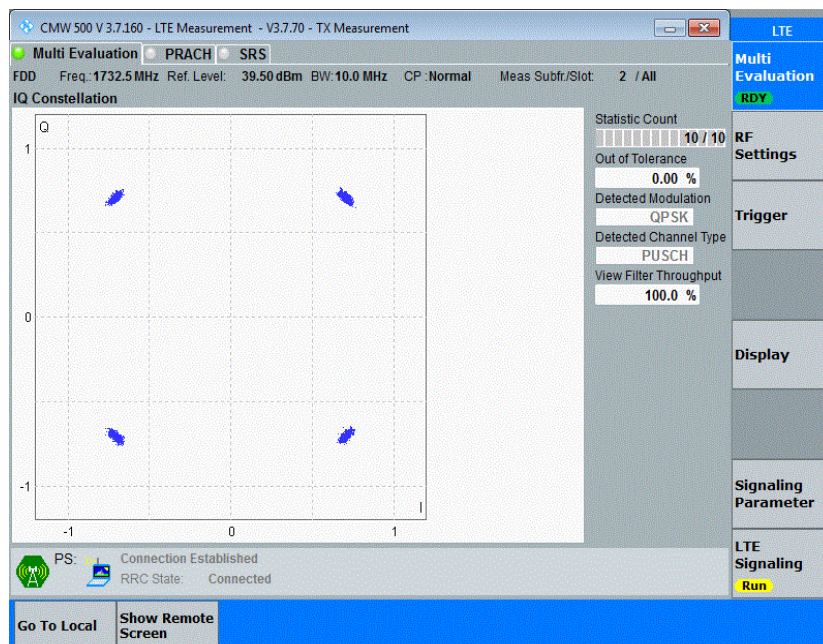 CMW 500 V 3.7.160 - LTE Measurement - V3.7.70 - TX Measurement
LTE
Multi Evaluation PRACH SRS
FDD Freq.: 1732.5 MHz Ref. Level: 39.50 dBm BW: 10.0 MHz CP : Normal Meas Subfr./Slot: 2 / All
IQ Constellation
Q
1
0
-1
-1 0 1
I
Statistic Count
10 / 10
Out of Tolerance
0.00 %
Detected Modulation
QPSK
Detected Channel Type
PUSCH
View Filter Throughput
100.0 %
Multi
Evaluation
RDY
RF
Settings
Trigger
Display
Signaling
Parameter
LTE
Signaling
Run
PS: Connection Established
RRC State: Connected
Go To Local
Show Remote
Screen